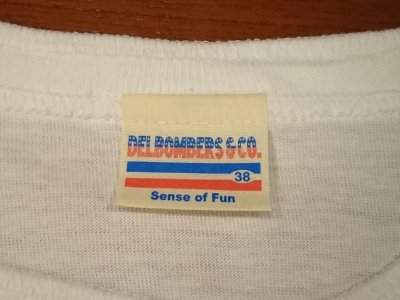 DELBOMBERS&CO.
38
Sense of Fun